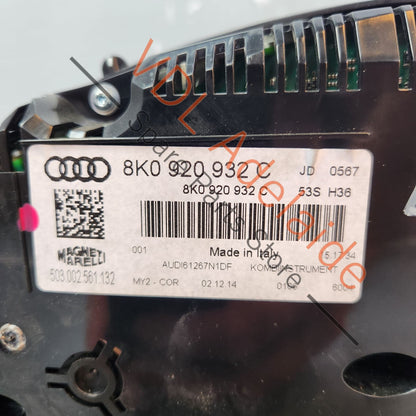 8K0 920 932 C JD 0567
8K0 920 932 C 53S H36
001 Made in Italy
MAGNETI MARELLI
AUDI61267N1DF KOMBIINSTRUMENT
503.002.561.132
MY2 - COR 02.12.14
VDL Adelaide
Spare Parts Store